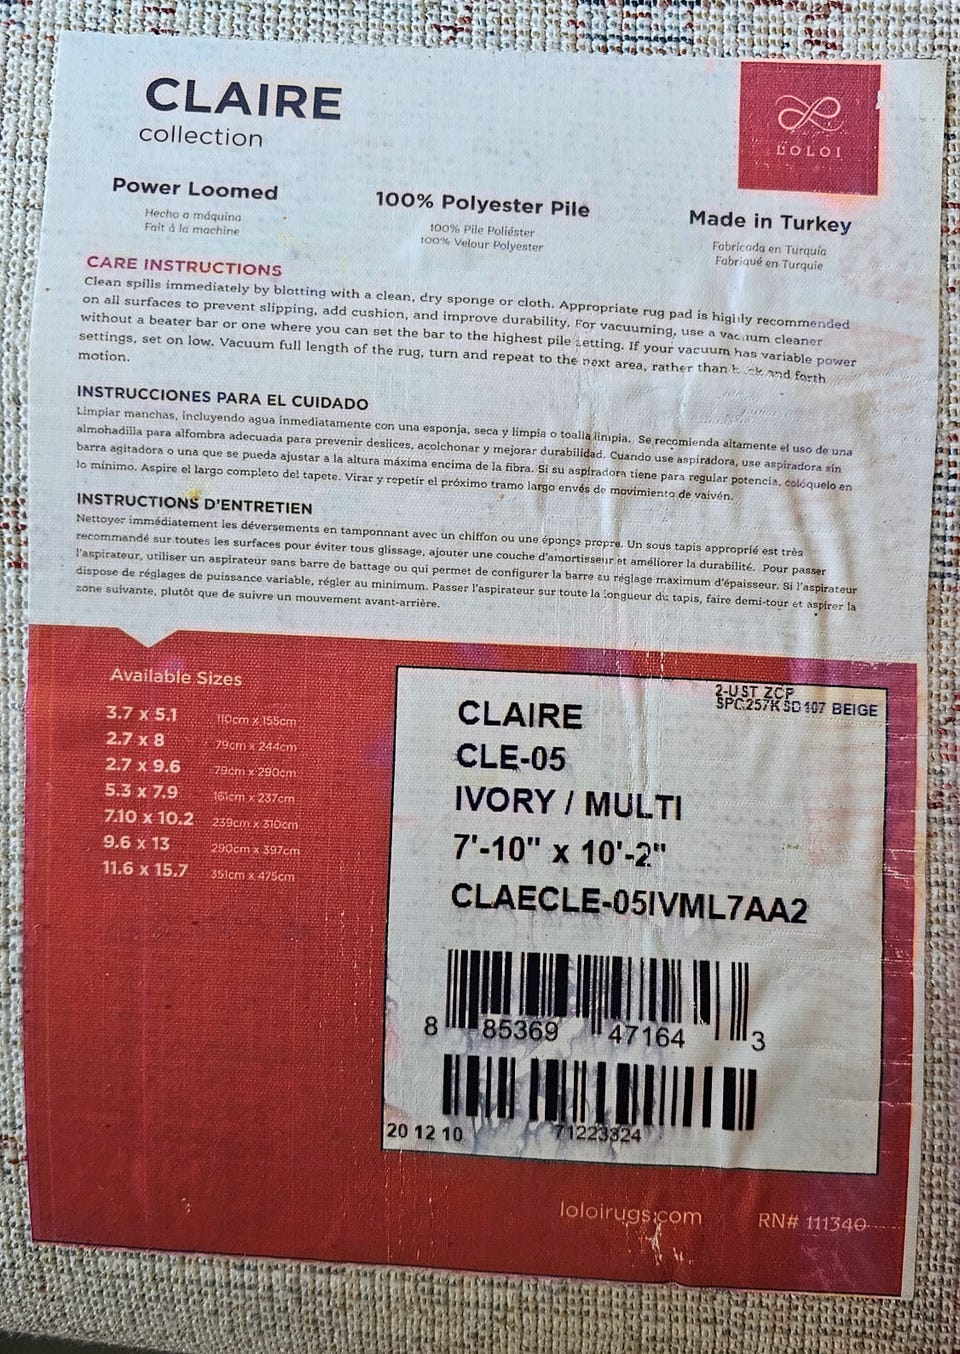 CLAIRE
collection
LOLOI
Power Loomed
Hecho a máquina
Fait à la machine
100% Polyester Pile
100% Pile Poliéster
100% Velour Polyester
Made in Turkey
Fabricada en Turquía
Fabriqué en Turquie
CARE INSTRUCTIONS
Clean spills immediately by blotting with a clean, dry sponge or cloth. Appropriate rug pad is highly recommended
on all surfaces to prevent slipping, add cushion, and improve durability. For vacuuming, use a vacuum cleaner
without a beater bar or one where you can set the bar to the highest pile setting. If your vacuum has variable power
settings, set on low. Vacuum full length of the rug, turn and repeat to the next area, rather than back and forth
motion.
INSTRUCCIONES PARA EL CUIDADO
Limpiar manchas, incluyendo agua inmediatamente con una esponja, seca y limpia o toalla limpia. Se recomienda altamente el uso de una
almohadilla para alfombra adecuada para prevenir deslices, acolchonar y mejorar durabilidad. Cuando use aspiradora, use aspiradora sin
barra agitadora o una que se pueda ajustar a la altura máxima encima de la fibra. Si su aspiradora tiene para regular potencia, colóquelo en
lo mínimo. Aspire el largo completo del tapete. Virar y repetir el próximo tramo largo envés de movimiento de vaivén.
INSTRUCTIONS D'ENTRETIEN
Nettoyer immédiatement les déversements en tamponnant avec un chiffon ou une éponge propre. Un sous tapis approprié est très
recommandé sur toutes les surfaces pour éviter tous glissage, ajouter une couche d'amortisseur et améliorer la durabilité. Pour passer
l'aspirateur, utiliser un aspirateur sans barre de battage ou qui permet de configurer la barre au réglage maximum d'épaisseur. Si l'aspirateur
dispose de réglages de puissance variable, régler au minimum. Passer l'aspirateur sur toute la longueur du tapis, faire demi-tour et aspirer la
zone suivante, plutôt que de suivre un mouvement avant-arrière.
Available Sizes
3.7 x 5.1 110cm x 155cm
2.7 x 8 79cm x 244cm
2.7 x 9.6 79cm x 290cm
5.3 x 7.9 161cm x 237cm
7.10 x 10.2 239cm x 310cm
9.6 x 13 290cm x 397cm
11.6 x 15.7 351cm x 475cm
2-UST ZCP
SPC257K SD107 BEIGE
CLAIRE
CLE-05
IVORY / MULTI
7'-10" x 10'-2"
CLAECLE-05IVML7AA2
8 85369 47164 3
20 12 10 71223324
loloirugs.com RN# 111340